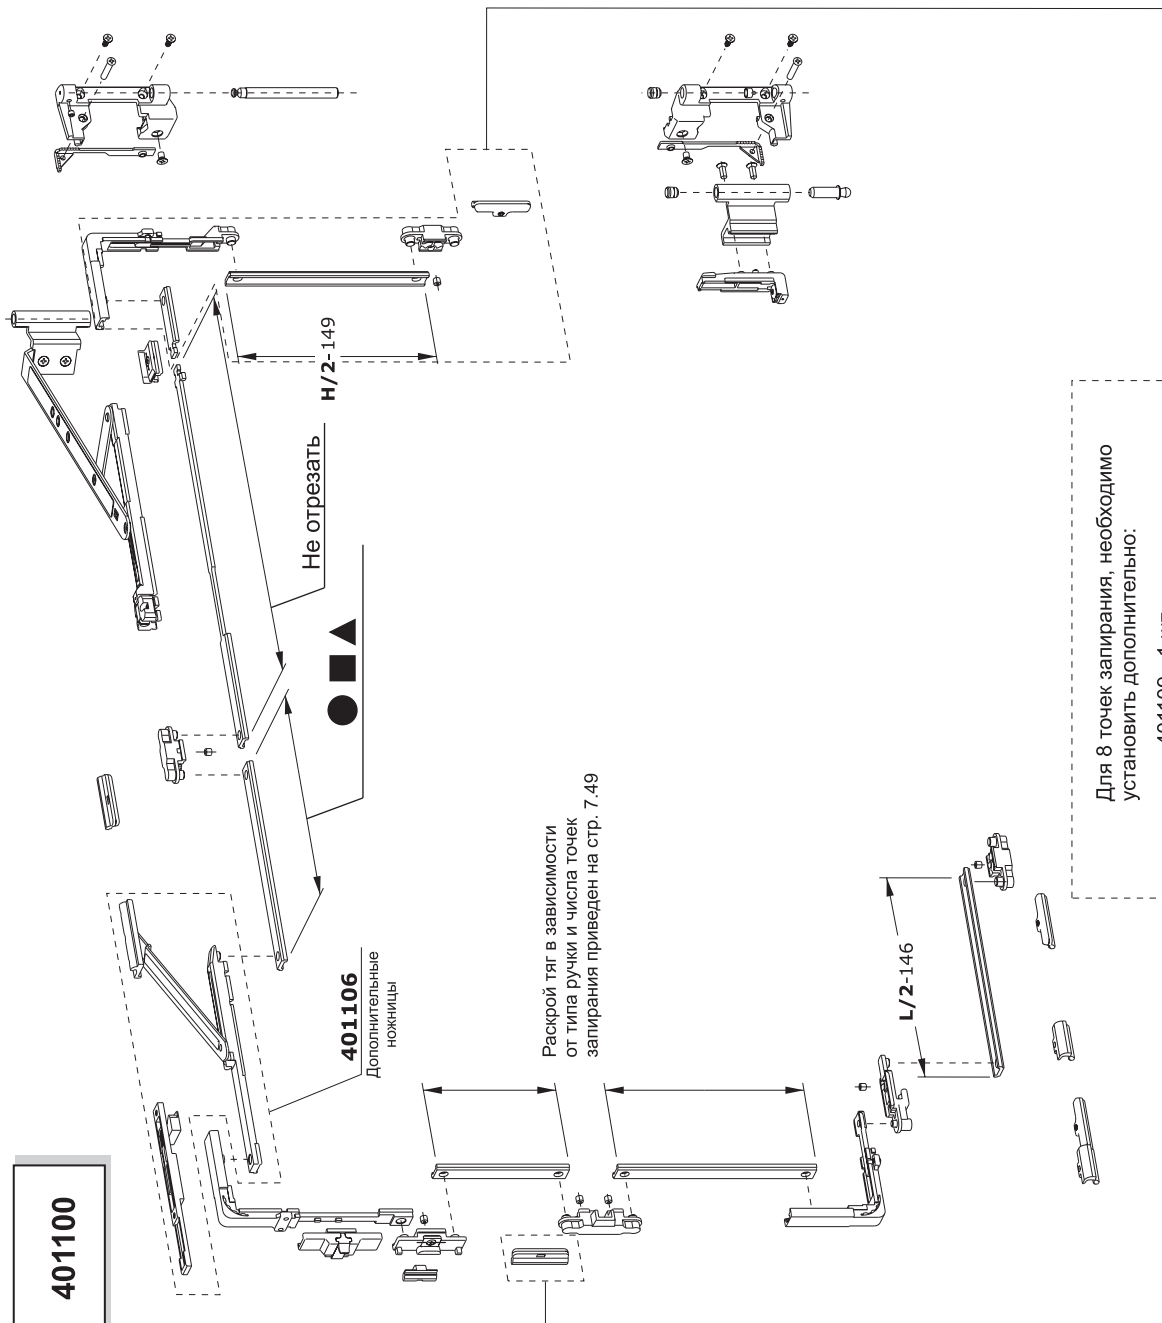 401100
401106
Дополнительные
ножницы
Не отрезать
H/2-149
Раскрой тяг в зависимости
от типа ручки и числа точек
запирания приведен на стр. 7.49
L/2-146
Для 8 точек запирания, необходимо
установить дополнительно: